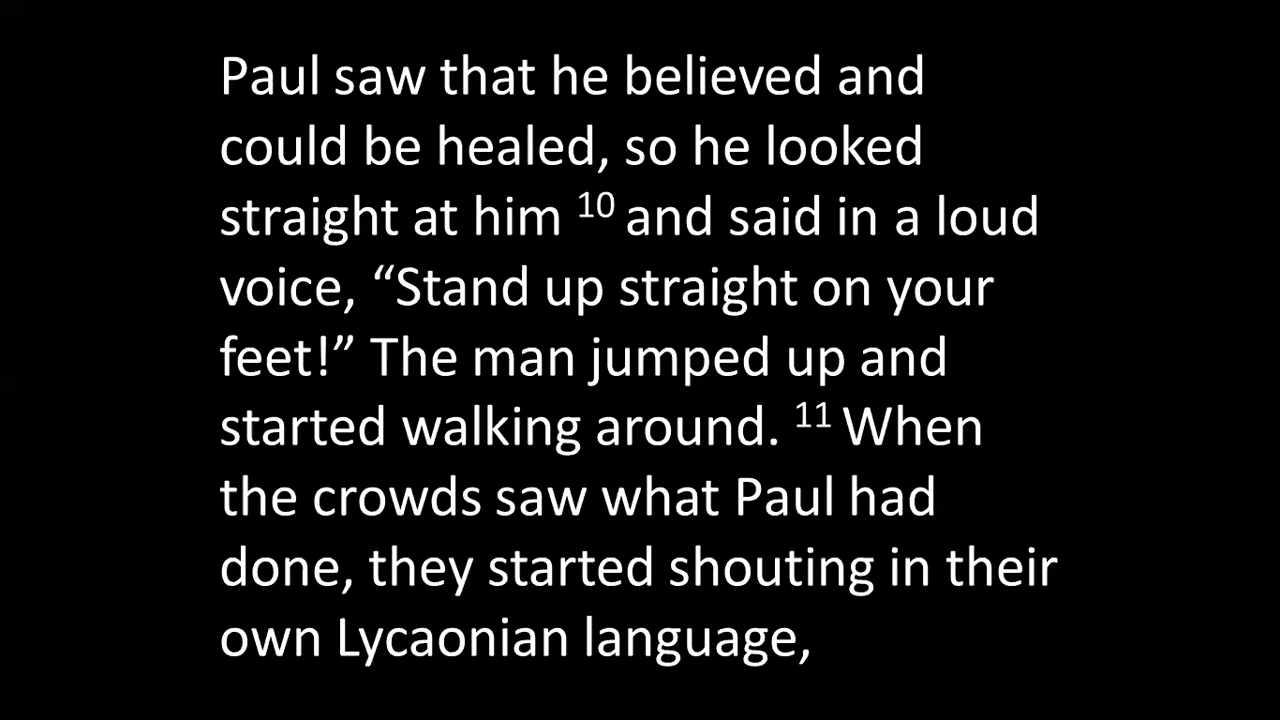 Paul saw that he believed and
could be healed, so he looked
straight at him 10 and said in a loud
voice, “Stand up straight on your
feet!” The man jumped up and
started walking around. 11 When
the crowds saw what Paul had
done, they started shouting in their
own Lycaonian language,